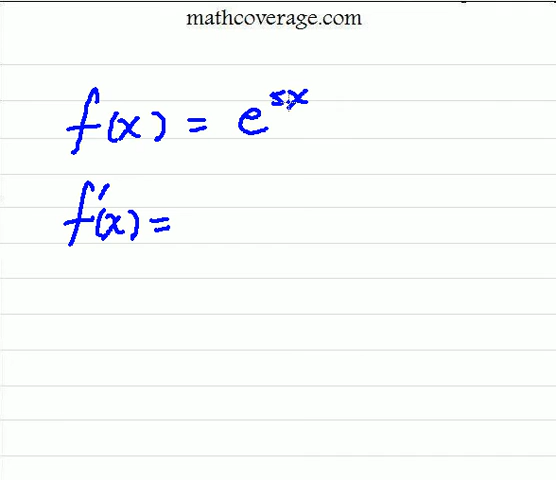 mathcoverage.com
f(x) = e^{5x}
f'(x) =